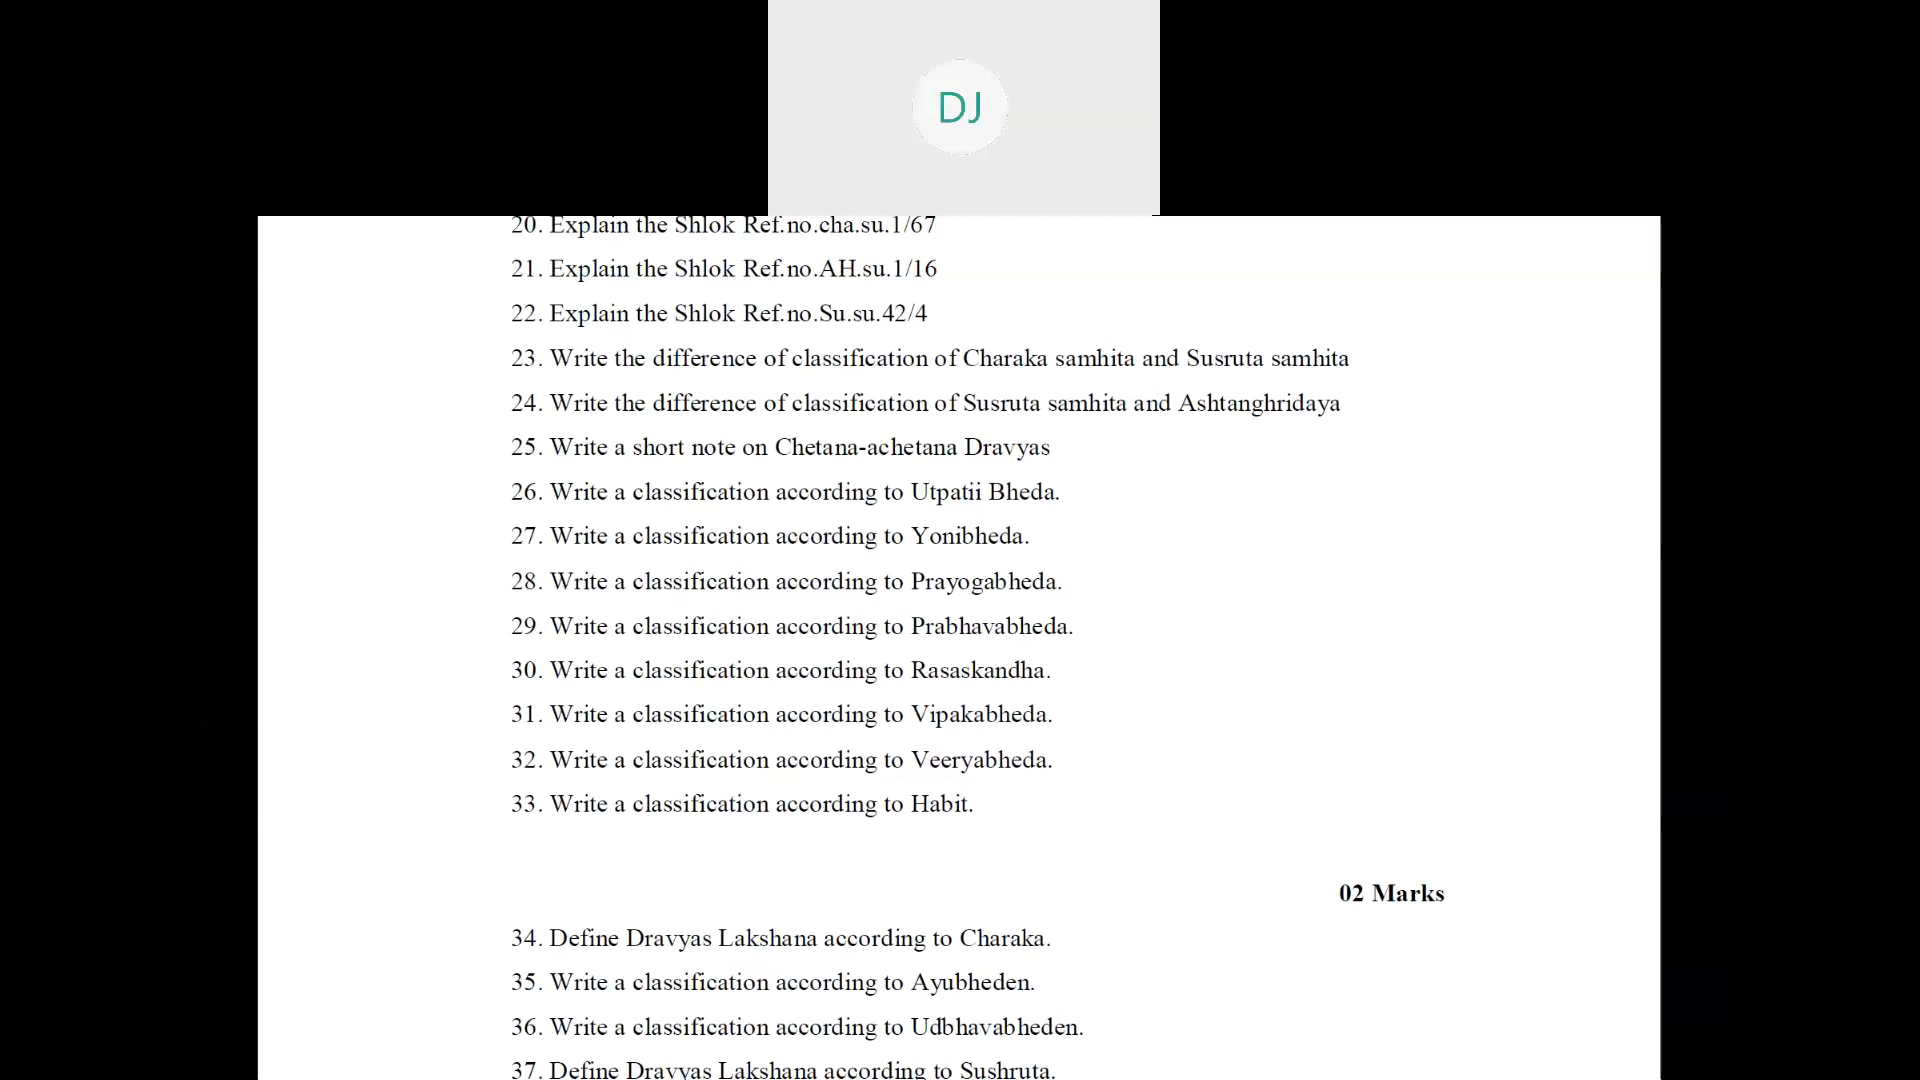 DJ
20. Explain the Shlok Ref.no.cha.su.1/67
21. Explain the Shlok Ref.no.AH.su.1/16
22. Explain the Shlok Ref.no.Su.su.42/4
23. Write the difference of classification of Charaka samhita and Susruta samhita
24. Write the difference of classification of Susruta samhita and Ashtanghridaya
25. Write a short note on Chetana-achetana Dravyas
26. Write a classification according to Utpatii Bheda.
27. Write a classification according to Yonibheda.
28. Write a classification according to Prayogabheda.
29. Write a classification according to Prabhavabheda.
30. Write a classification according to Rasaskandha.
31. Write a classification according to Vipakabheda.
32. Write a classification according to Veeryabheda.
33. Write a classification according to Habit.
02 Marks
34. Define Dravyas Lakshana according to Charaka.
35. Write a classification according to Ayubheden.
36. Write a classification according to Udbhavabheden.
37. Define Dravyas Lakshana according to Sushruta.